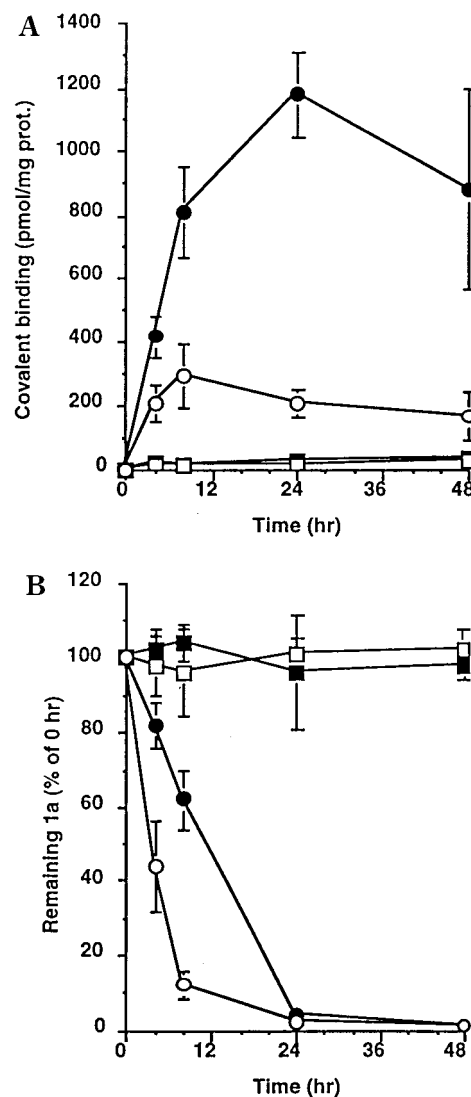 A
Covalent binding (pmol/mg prot.)
1400
1200
1000
800
600
400
200
0
0 12 24 36 48
Time (hr)
B
Remaining 1a (% of 0 hr)
120
100
80
60
40
20
0
0 12 24 36 48
Time (hr)